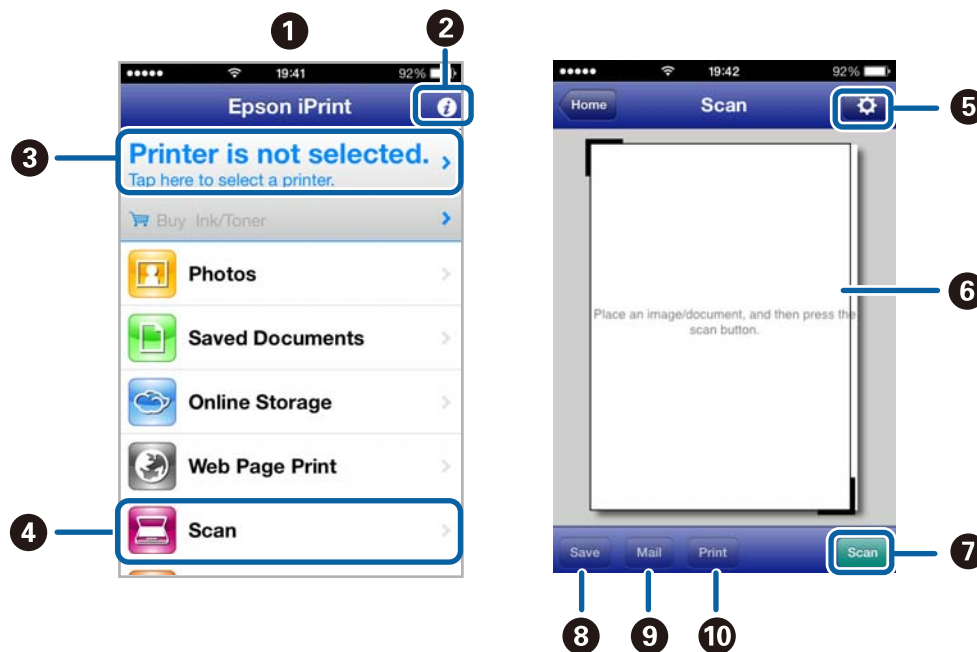 1
2
19:41
92%
Epson iPrint
i
3
Printer is not selected.
Tap here to select a printer.
Buy Ink/Toner
Photos
Saved Documents
Online Storage
Web Page Print
4
Scan
19:42
92%
Home
Scan
5
6
Place an image/document, and then press the
scan button.
Save
Mail
Print
Scan
7
8
9
10